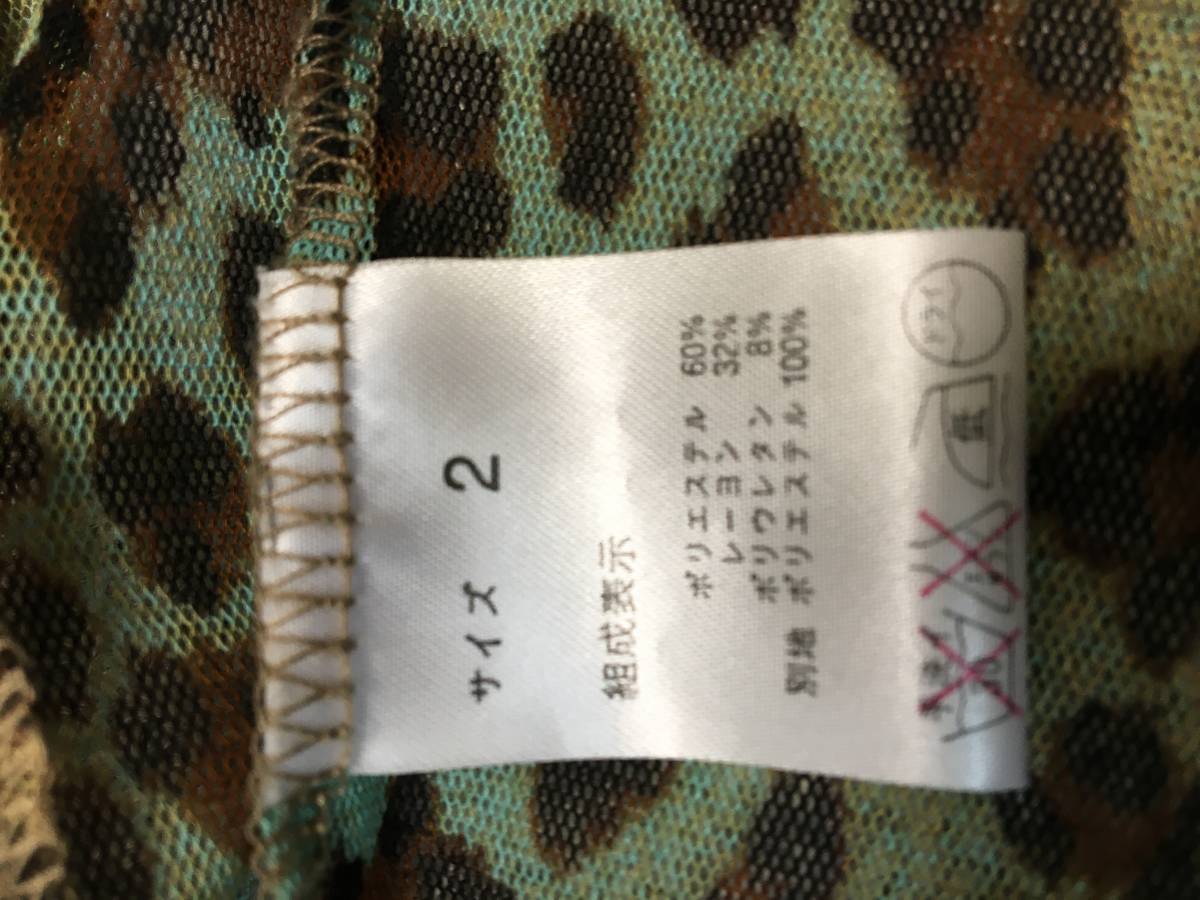 サイズ 2
組成表示
ポリエステル 60%
レーヨン 32%
ポリウレタン 8%
別地 ポリエステル 100%
低
ドライ